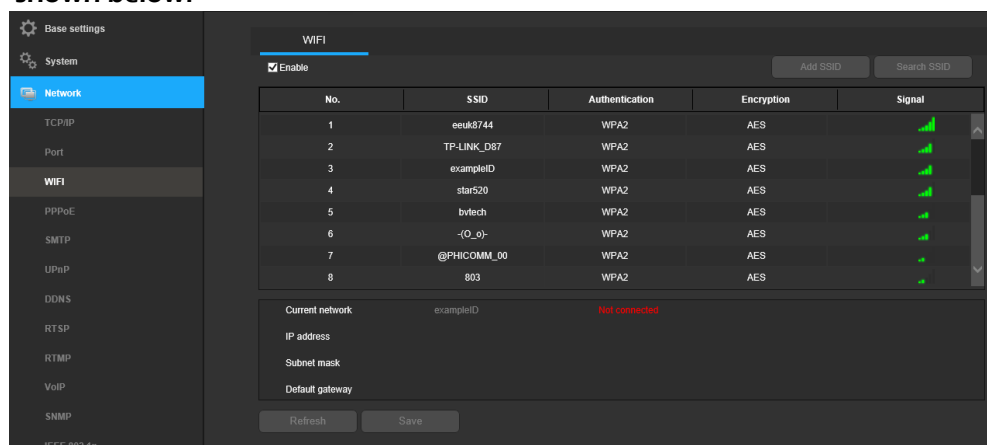 shown below:
Base settings
System
Network
TCP/IP
Port
WIFI
PPPoE
SMTP
UPnP
DDNS
RTSP
RTMP
VoIP
SNMP
WIFI
Enable
Add SSID Search SSID
No. SSID Authentication Encryption Signal
1 eeuk8744 WPA2 AES
2 TP-LINK_D87 WPA2 AES
3 exampleID WPA2 AES
4 star520 WPA2 AES
5 bvtech WPA2 AES
6 -(O_o)- WPA2 AES
7 @PHICOMM_00 WPA2 AES
8 803 WPA2 AES
Current network exampleID Not connected
IP address
Subnet mask
Default gateway
Refresh Save